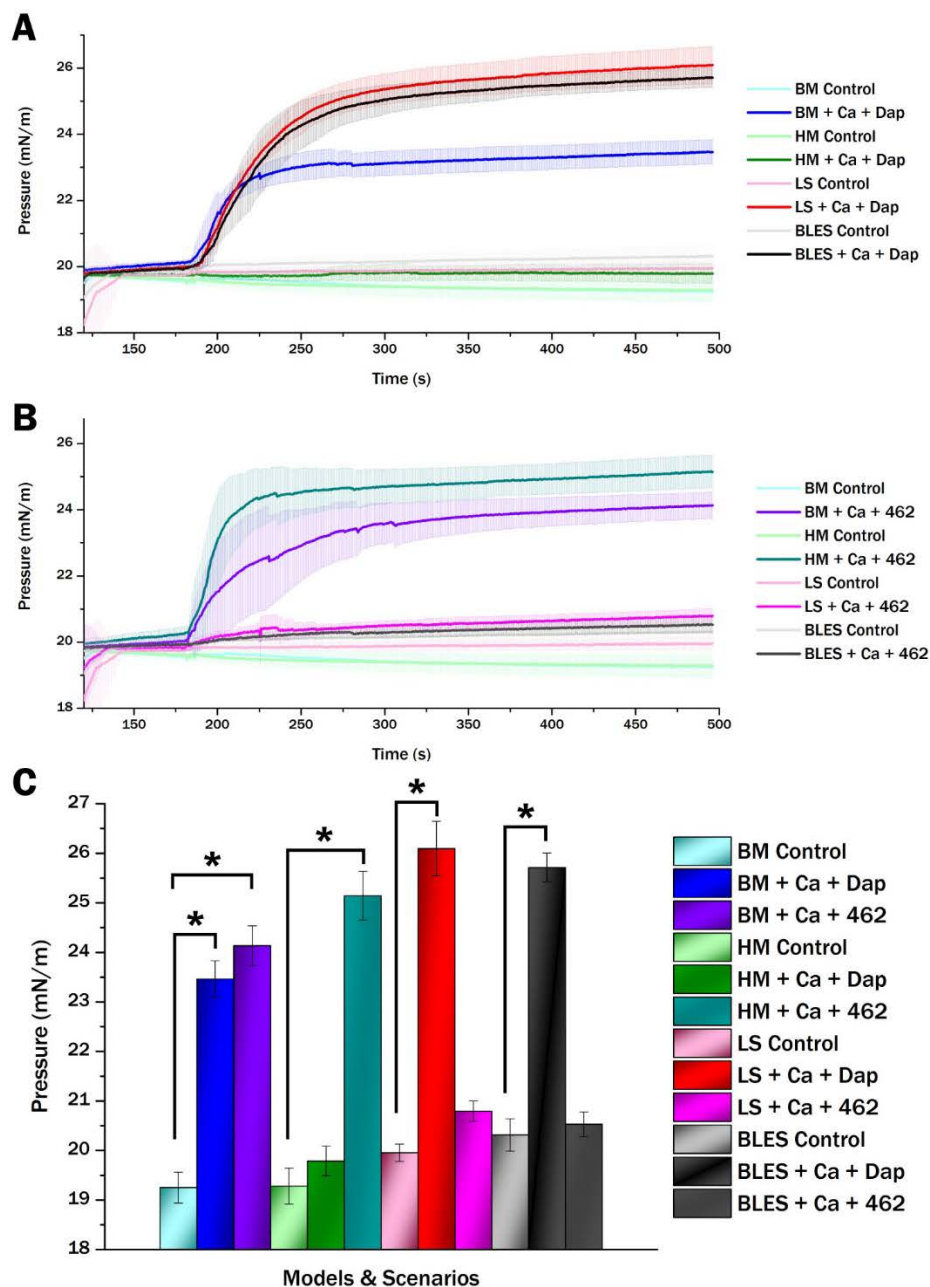 A
26
24
22
20
18
Pressure (mN/m)
150 200 250 300 350 400 450 500
Time (s)
BM Control
BM + Ca + Dap
HM Control
HM + Ca + Dap
LS Control
LS + Ca + Dap
BLES Control
BLES + Ca + Dap
B
26
24
22
20
18
Pressure (mN/m)
150 200 250 300 350 400 450 500
Time (s)
BM Control
BM + Ca + 462
HM Control
HM + Ca + 462
LS Control
LS + Ca + 462
BLES Control
BLES + Ca + 462
C
27
26
25
24
23
22
21
20
19
18
Pressure (mN/m)
* * * * *
Models & Scenarios
BM Control
BM + Ca + Dap
BM + Ca + 462
HM Control
HM + Ca + Dap
HM + Ca + 462
LS Control
LS + Ca + Dap
LS + Ca + 462
BLES Control
BLES + Ca + Dap
BLES + Ca + 462